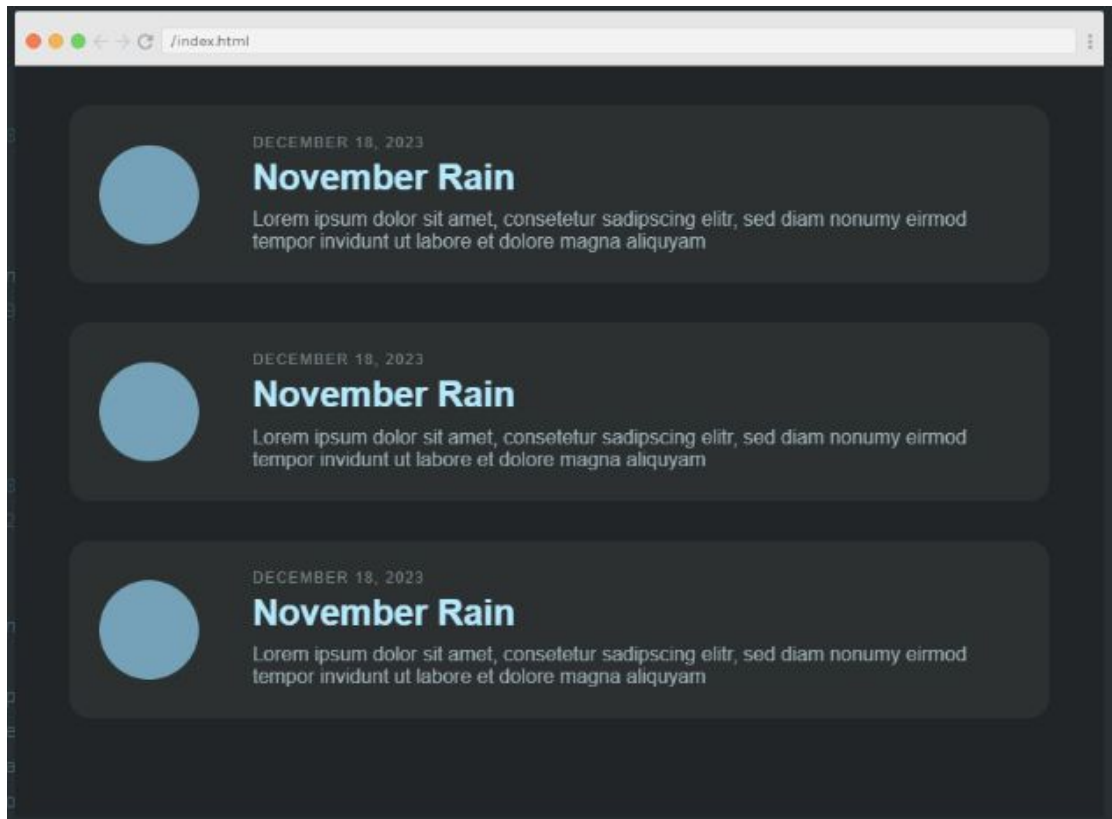 /index.html
DECEMBER 18, 2023
November Rain
Lorem ipsum dolor sit amet, consetetur sadipscing elitr, sed diam nonumy eirmod
tempor invidunt ut labore et dolore magna aliquyam
DECEMBER 18, 2023
November Rain
Lorem ipsum dolor sit amet, consetetur sadipscing elitr, sed diam nonumy eirmod
tempor invidunt ut labore et dolore magna aliquyam
DECEMBER 18, 2023
November Rain
Lorem ipsum dolor sit amet, consetetur sadipscing elitr, sed diam nonumy eirmod
tempor invidunt ut labore et dolore magna aliquyam